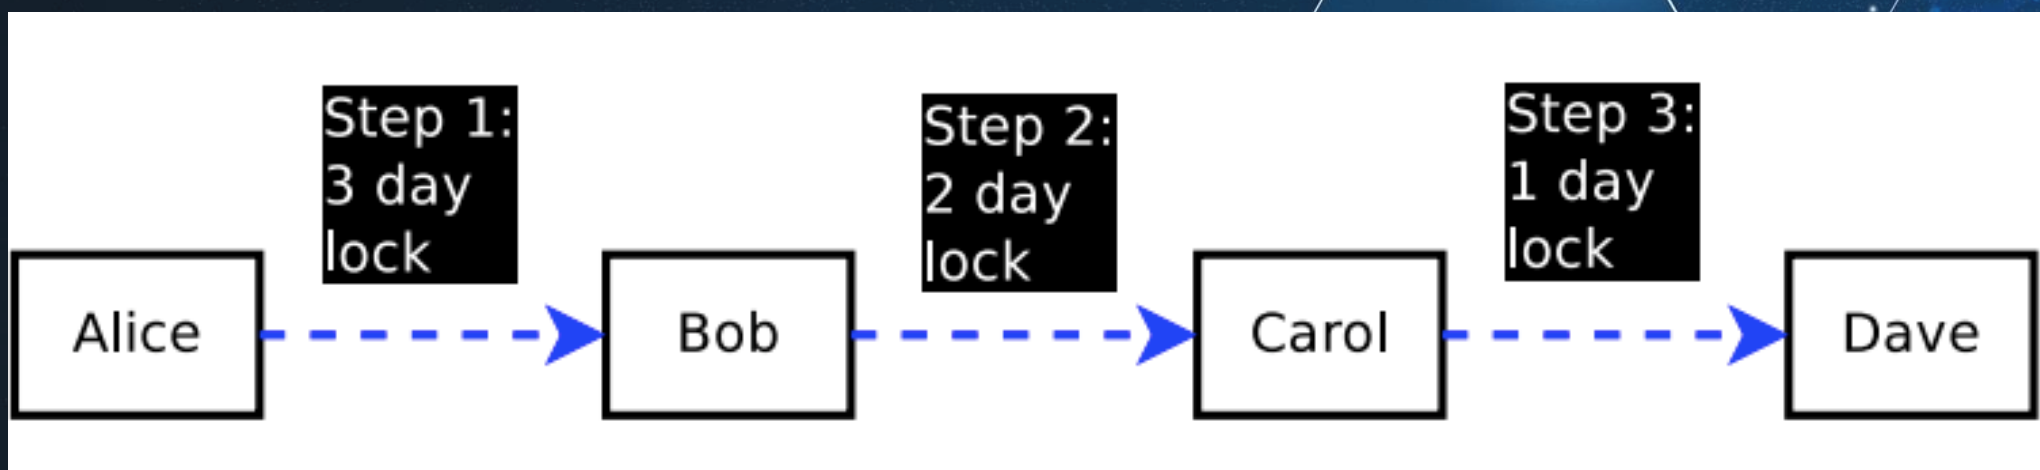 Step 1:
3 day
lock
Step 2:
2 day
lock
Step 3:
1 day
lock
Alice
Bob
Carol
Dave